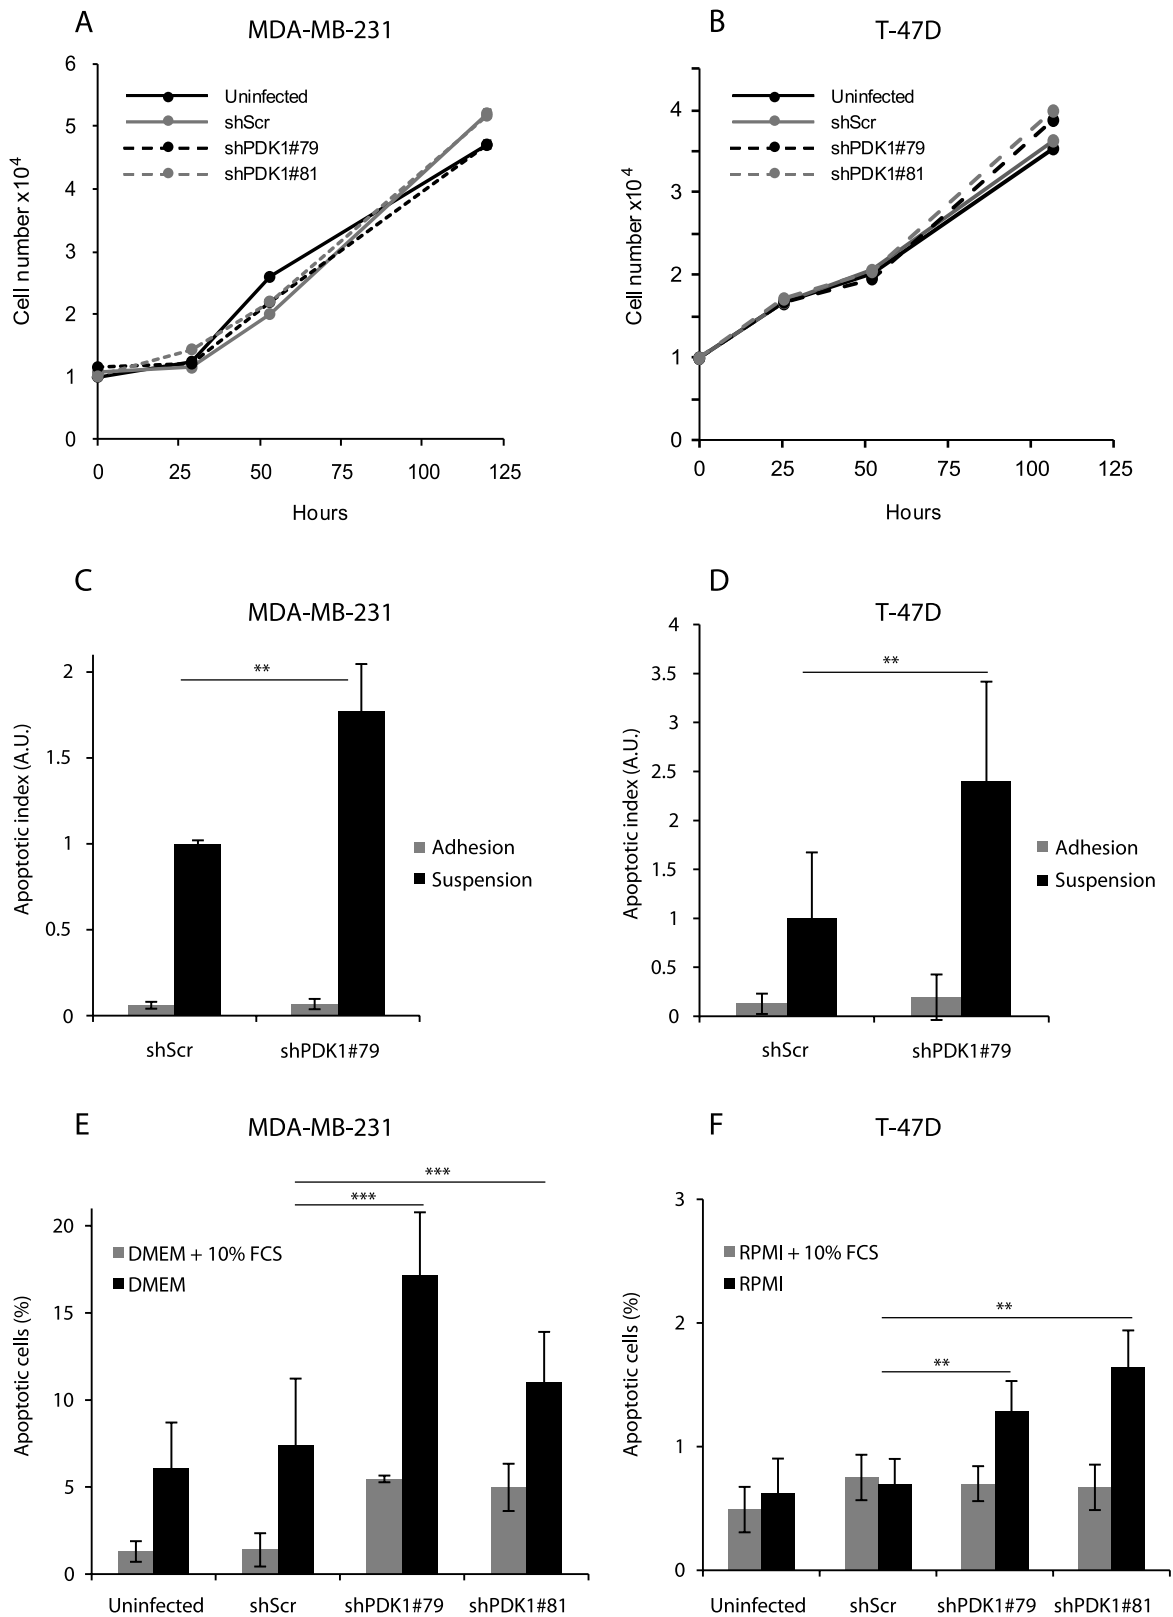 A
MDA-MB-231
6
5
4
3
2
1
0
Cell number x10⁴
Uninfected
shScr
shPDK1#79
shPDK1#81
0 25 50 75 100 125
Hours
B
T-47D
4
3
2
1
0
Cell number x10⁻⁴
Uninfected
shScr
shPDK1#79
shPDK1#81
0 25 50 75 100 125
Hours
C
MDA-MB-231
2
1.5
1
0.5
0
Apoptotic index (A.U.)
**
Adhesion
Suspension
shScr shPDK1#79
D
T-47D
4
3.5
3
2.5
2
1.5
1
0.5
0
Apoptotic index (A.U.)
**
Adhesion
Suspension
shScr shPDK1#79
E
MDA-MB-231
***
***
20
15
10
5
0
Apoptotic cells (%)
DMEM + 10% FCS
DMEM
Uninfected shScr shPDK1#79 shPDK1#81
F
T-47D
3
2
1
0
Apoptotic cells (%)
RPMI + 10% FCS
RPMI
**
**
Uninfected shScr shPDK1#79 shPDK1#81